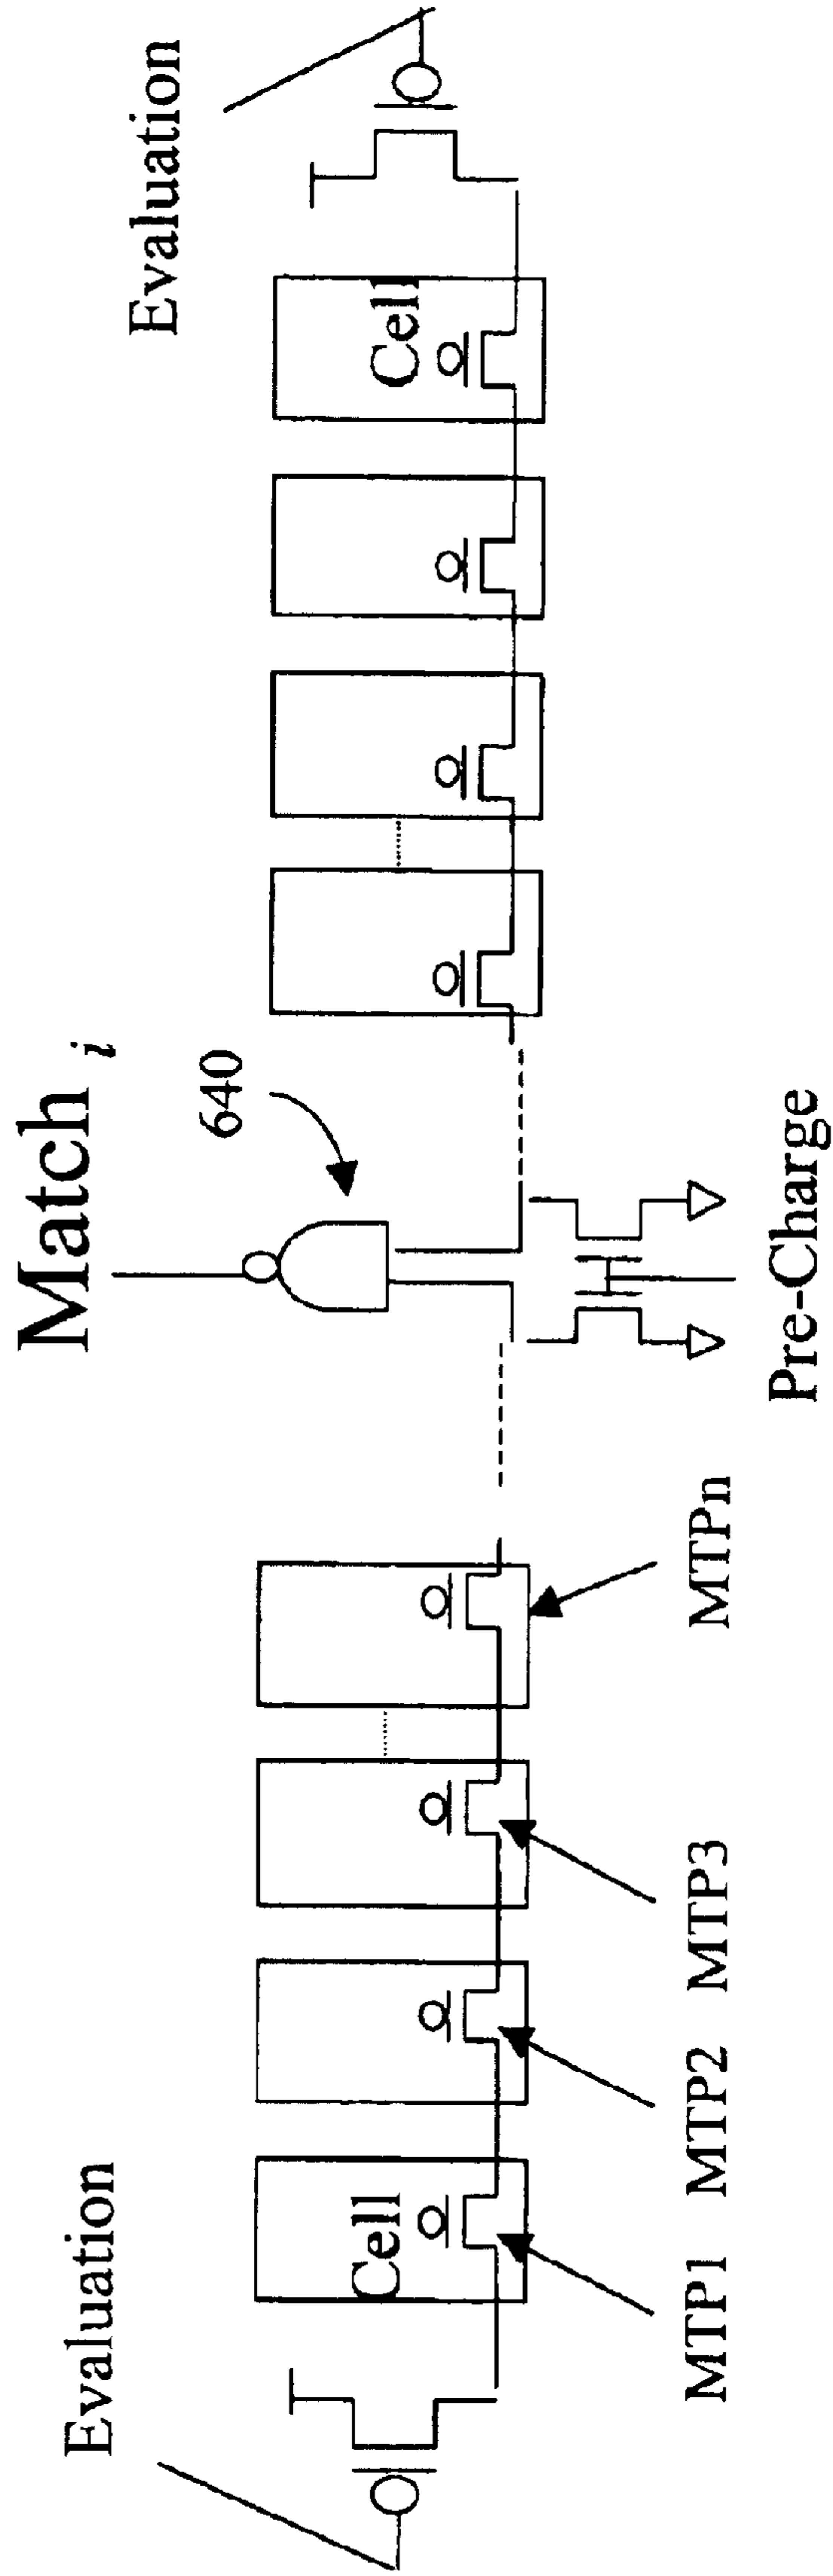 Match i
Evaluation
640
Evaluation
Cell
Cell
MTP1
MTP2
MTP3
MTPn
Pre-Charge